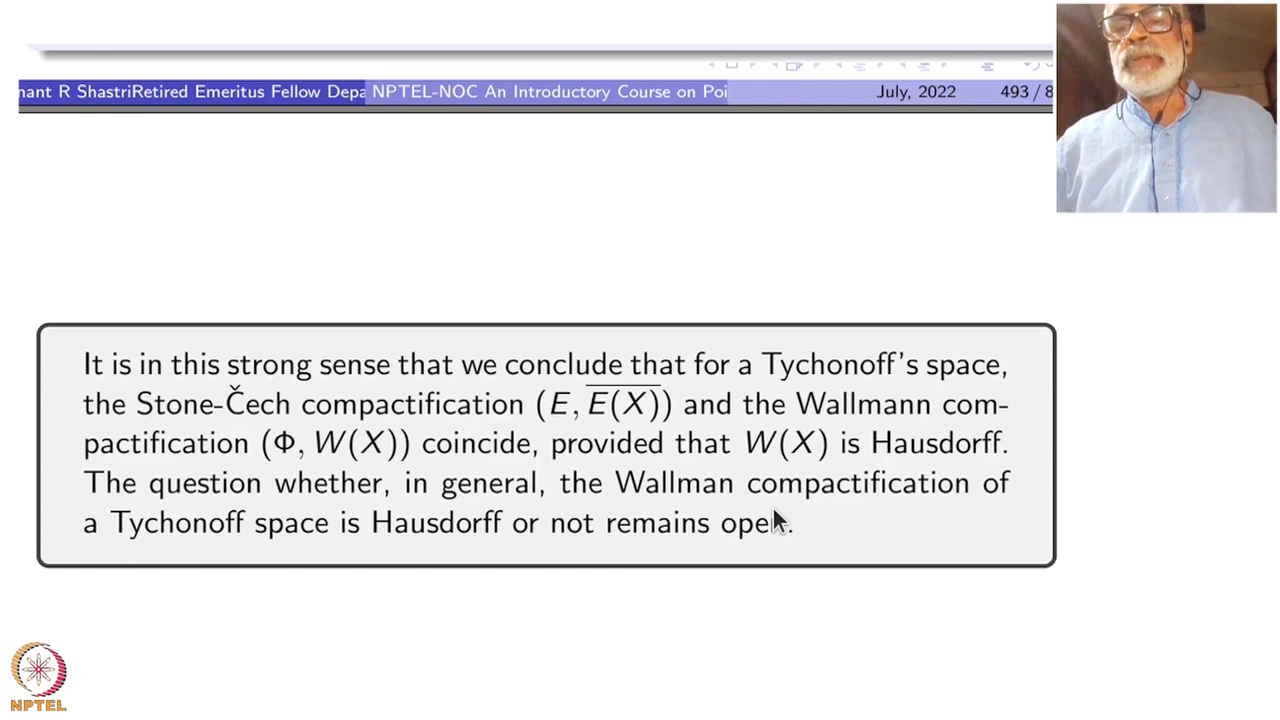 nant R ShastriRetired Emeritus Fellow Depa NPTEL-NOC An Introductory Course on Poi July, 2022 493 / 8
It is in this strong sense that we conclude that for a Tychonoff's space,
the Stone-Čech compactification (E, \overline{E(X)}) and the Wallmann com-
pactification (Φ, W(X)) coincide, provided that W(X) is Hausdorff.
The question whether, in general, the Wallman compactification of
a Tychonoff space is Hausdorff or not remains open.
NPTEL